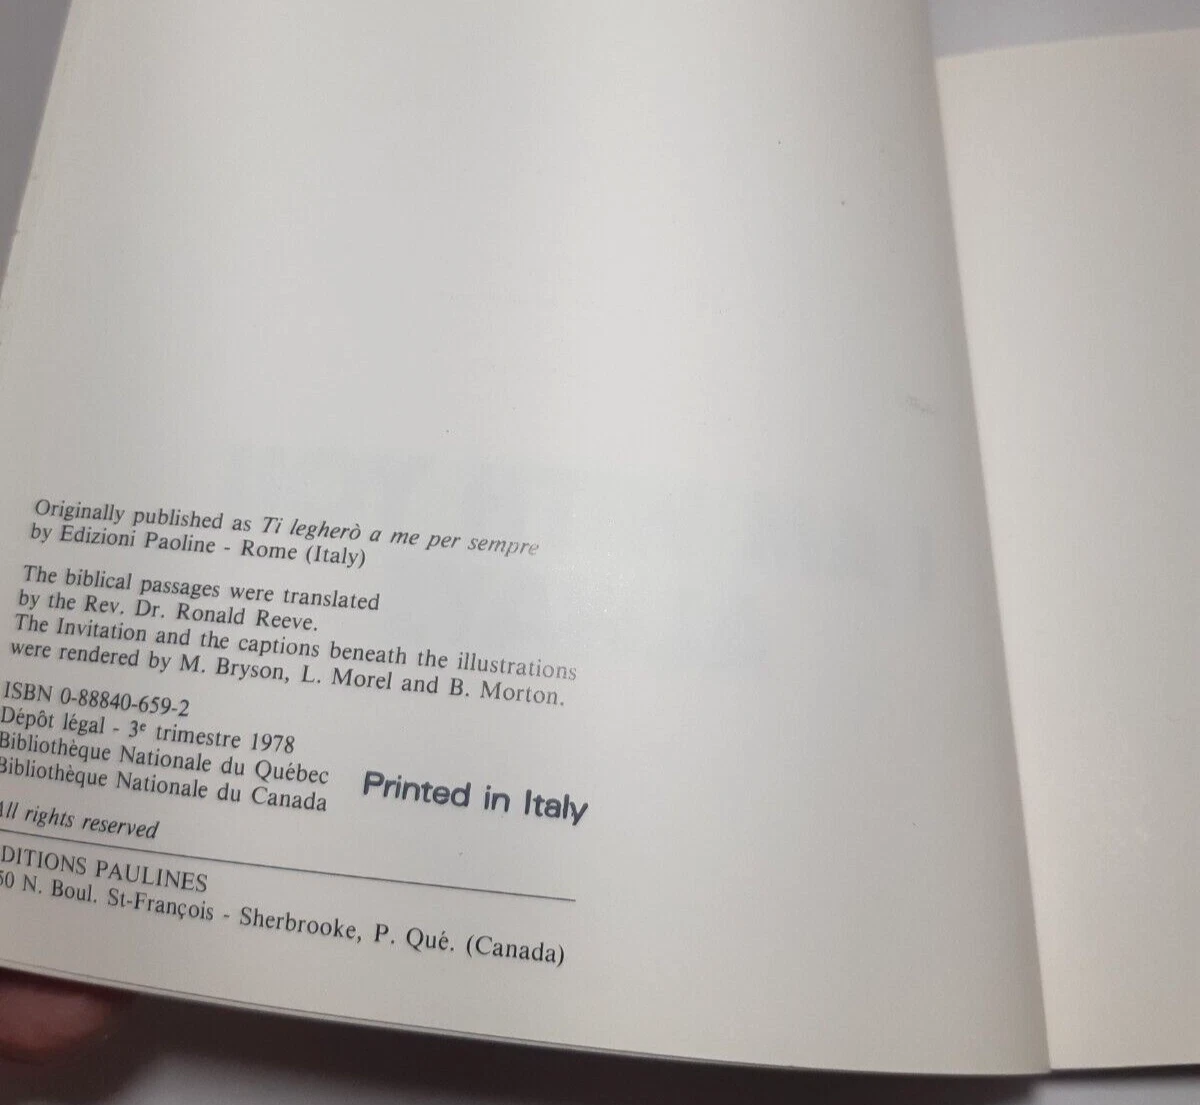 Originally published as Ti legherò a me per sempre
by Edizioni Paoline - Rome (Italy)
The biblical passages were translated
by the Rev. Dr. Ronald Reeve.
The Invitation and the captions beneath the illustrations
were rendered by M. Bryson, L. Morel and B. Morton.
ISBN 0-88840-659-2
Dépôt légal - 3e trimestre 1978
Bibliothèque Nationale du Québec
Bibliothèque Nationale du Canada
Printed in Italy
All rights reserved
DITIONS PAULINES
50 N. Boul. St-François - Sherbrooke, P. Qué. (Canada)